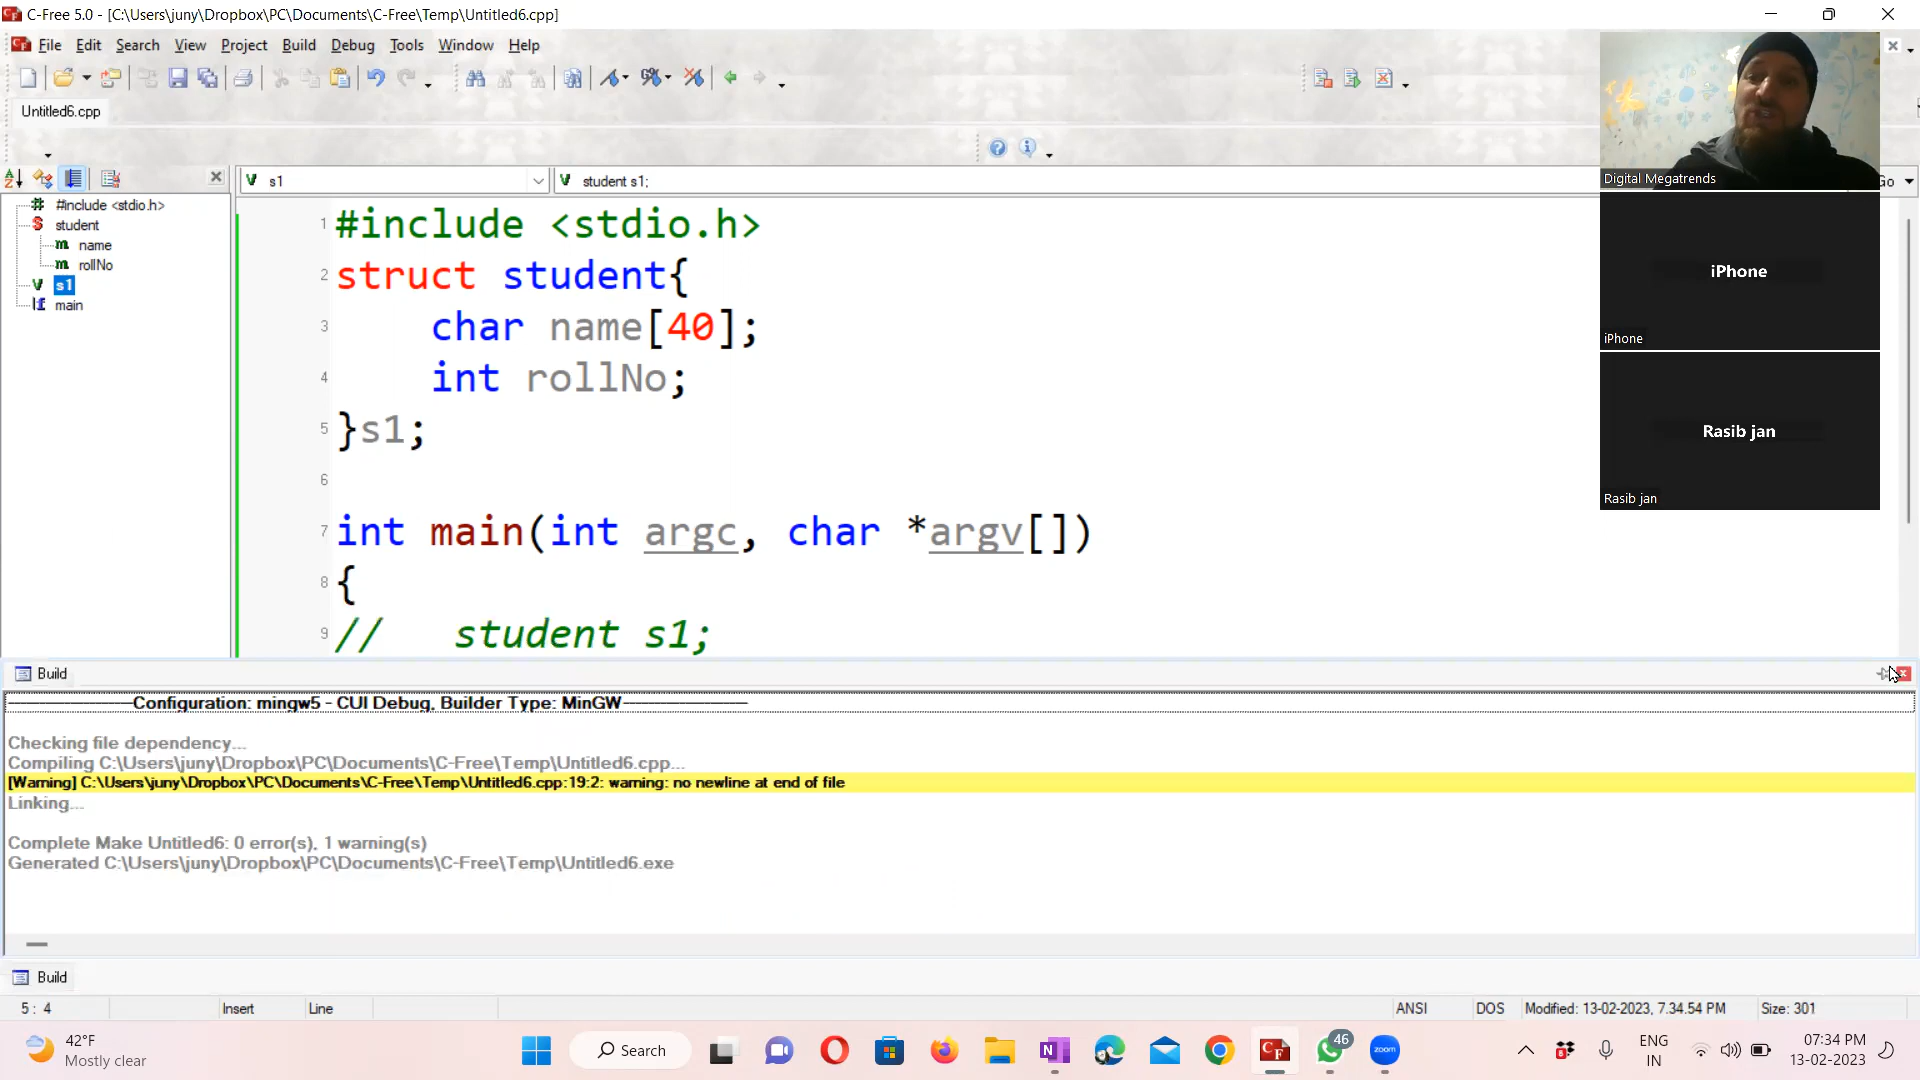 C-Free 5.0 - [C:\Users\juny\Dropbox\PC\Documents\C-Free\Temp\Untitled6.cpp]
File Edit Search View Project Build Debug Tools Window Help
Untitled6.cpp
s1
student s1;
#include <stdio.h>
student
name
rollNo
s1
main
1 #include <stdio.h>
2 struct student{
3 char name[40];
4 int rollNo;
5 }s1;
6
7 int main(int argc, char *argv[])
8 {
9 // student s1;
Digital Megatrends
iPhone
iPhone
Rasib jan
Rasib jan
Build
--------------------Configuration: mingw5 - CUI Debug, Builder Type: MinGW--------------------
Checking file dependency...
Compiling C:\Users\juny\Dropbox\PC\Documents\C-Free\Temp\Untitled6.cpp...
[Warning] C:\Users\juny\Dropbox\PC\Documents\C-Free\Temp\Untitled6.cpp:19:2: warning: no newline at end of file
Linking...
Complete Make Untitled6: 0 error(s), 1 warning(s)
Generated C:\Users\juny\Dropbox\PC\Documents\C-Free\Temp\Untitled6.exe
Build
5 : 4 Insert Line ANSI DOS Modified: 13-02-2023, 7.34.54 PM Size: 301
42°F
Mostly clear
Search
46
zoom
ENG
IN
07:34 PM
13-02-2023